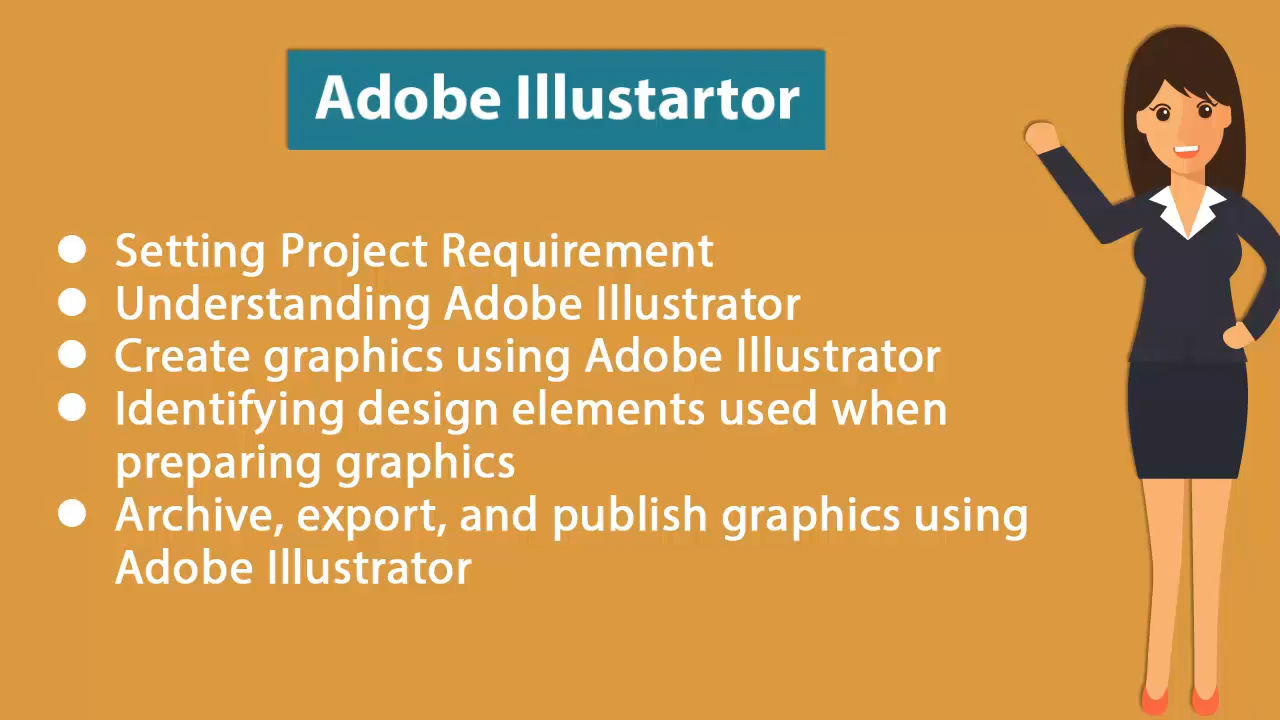 Adobe Illustartor
● Setting Project Requirement
● Understanding Adobe Illustrator
● Create graphics using Adobe Illustrator
● Identifying design elements used when
preparing graphics
● Archive, export, and publish graphics using
Adobe Illustrator